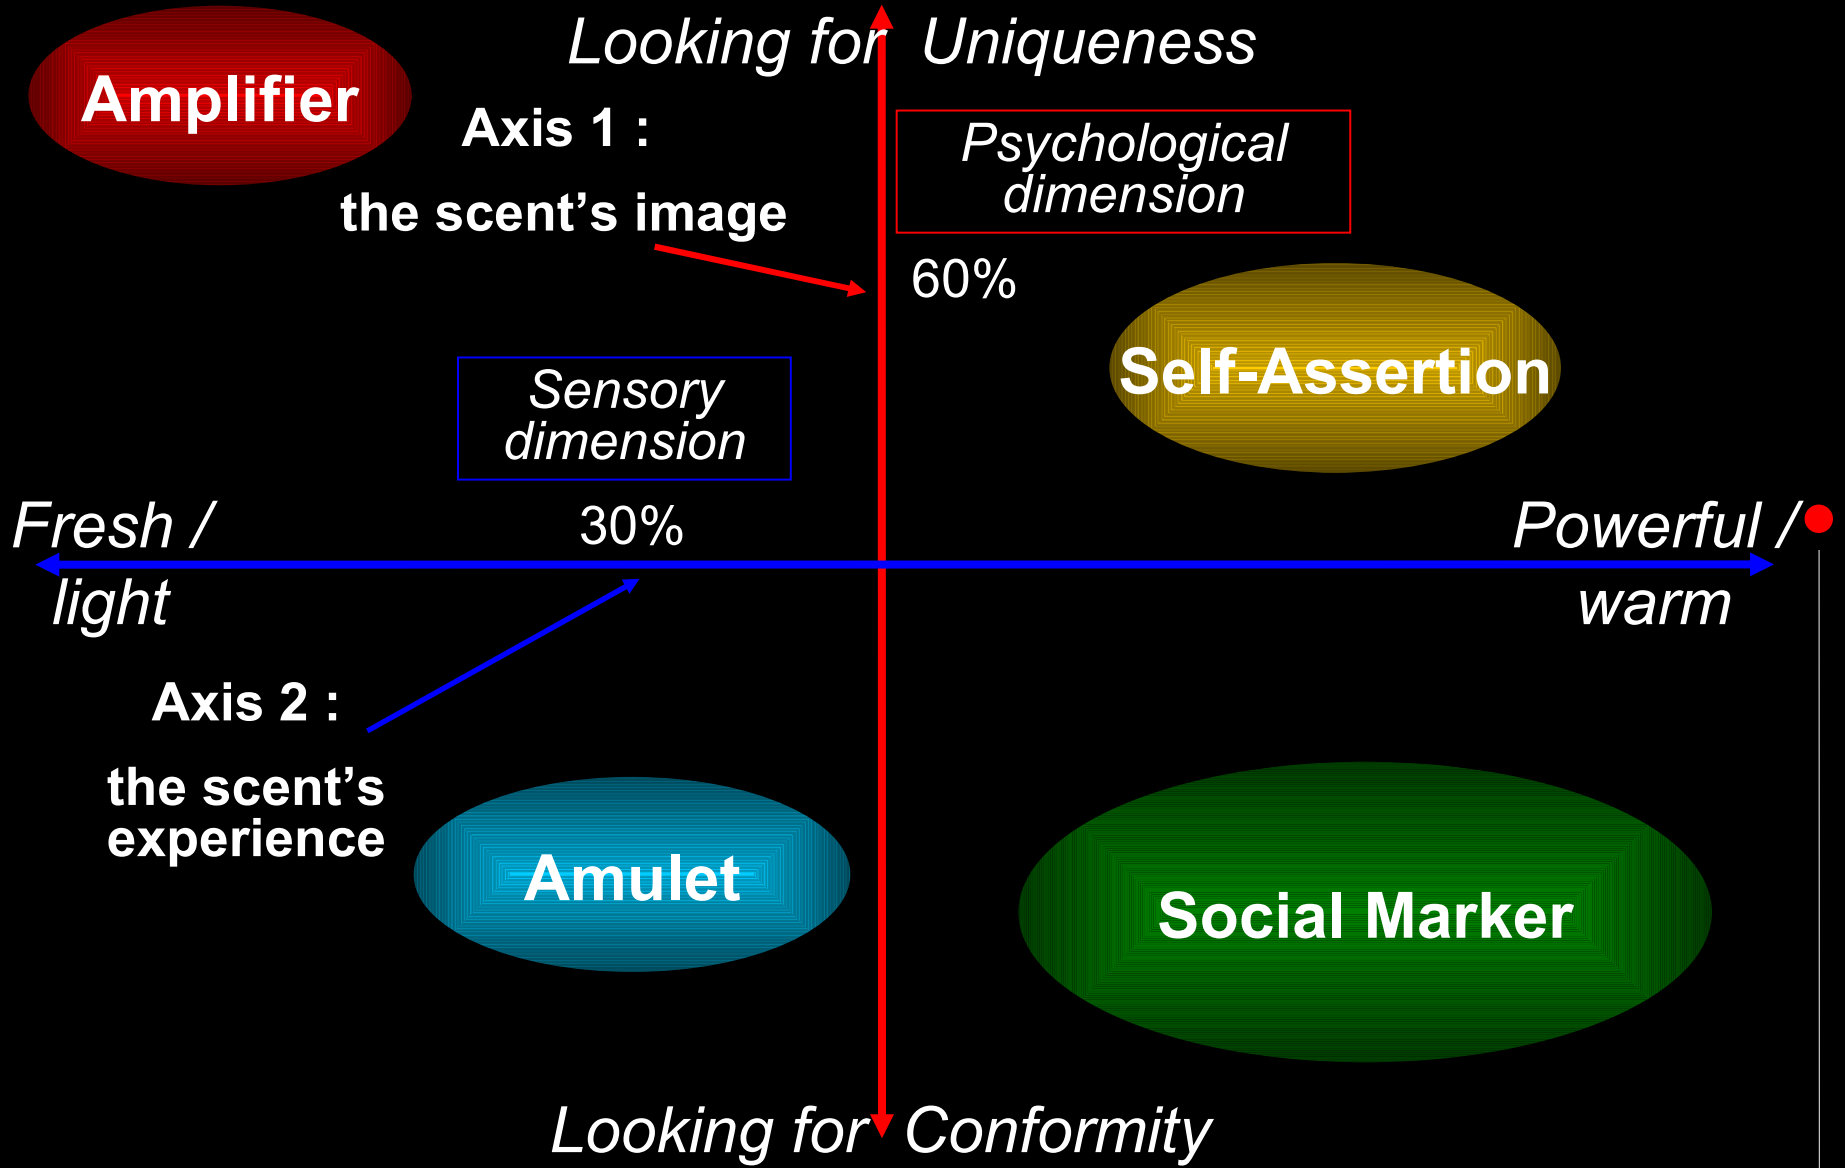 Looking for Uniqueness
Amplifier
Axis 1 :
the scent’s image
Psychological
dimension
60%
Self-Assertion
Sensory
dimension
30%
Fresh /
light
Powerful /
warm
Axis 2 :
the scent’s
experience
Amulet
Social Marker
Looking for Conformity